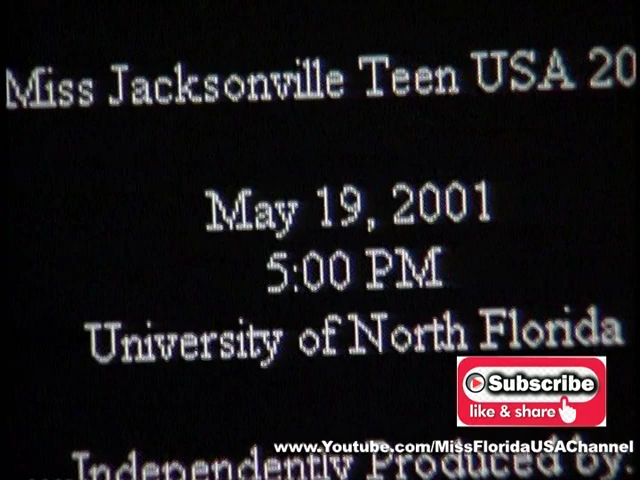 Miss Jacksonville Teen USA 20
May 19, 2001
5:00 PM
University of North Florida
Subscribe
like & share
www.Youtube.com/MissFloridaUSAChannel
Independently Produced by: